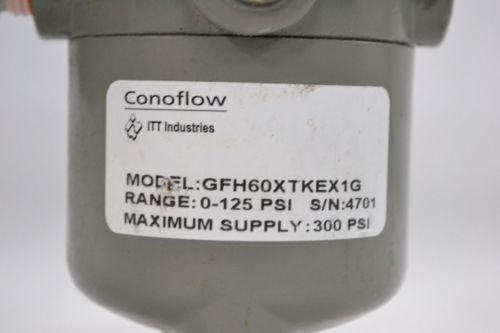 Conoflow
ITT Industries
MODEL:GFH60XTKEX1G
RANGE:0-125 PSI S/N:4701
MAXIMUM SUPPLY:300 PSI